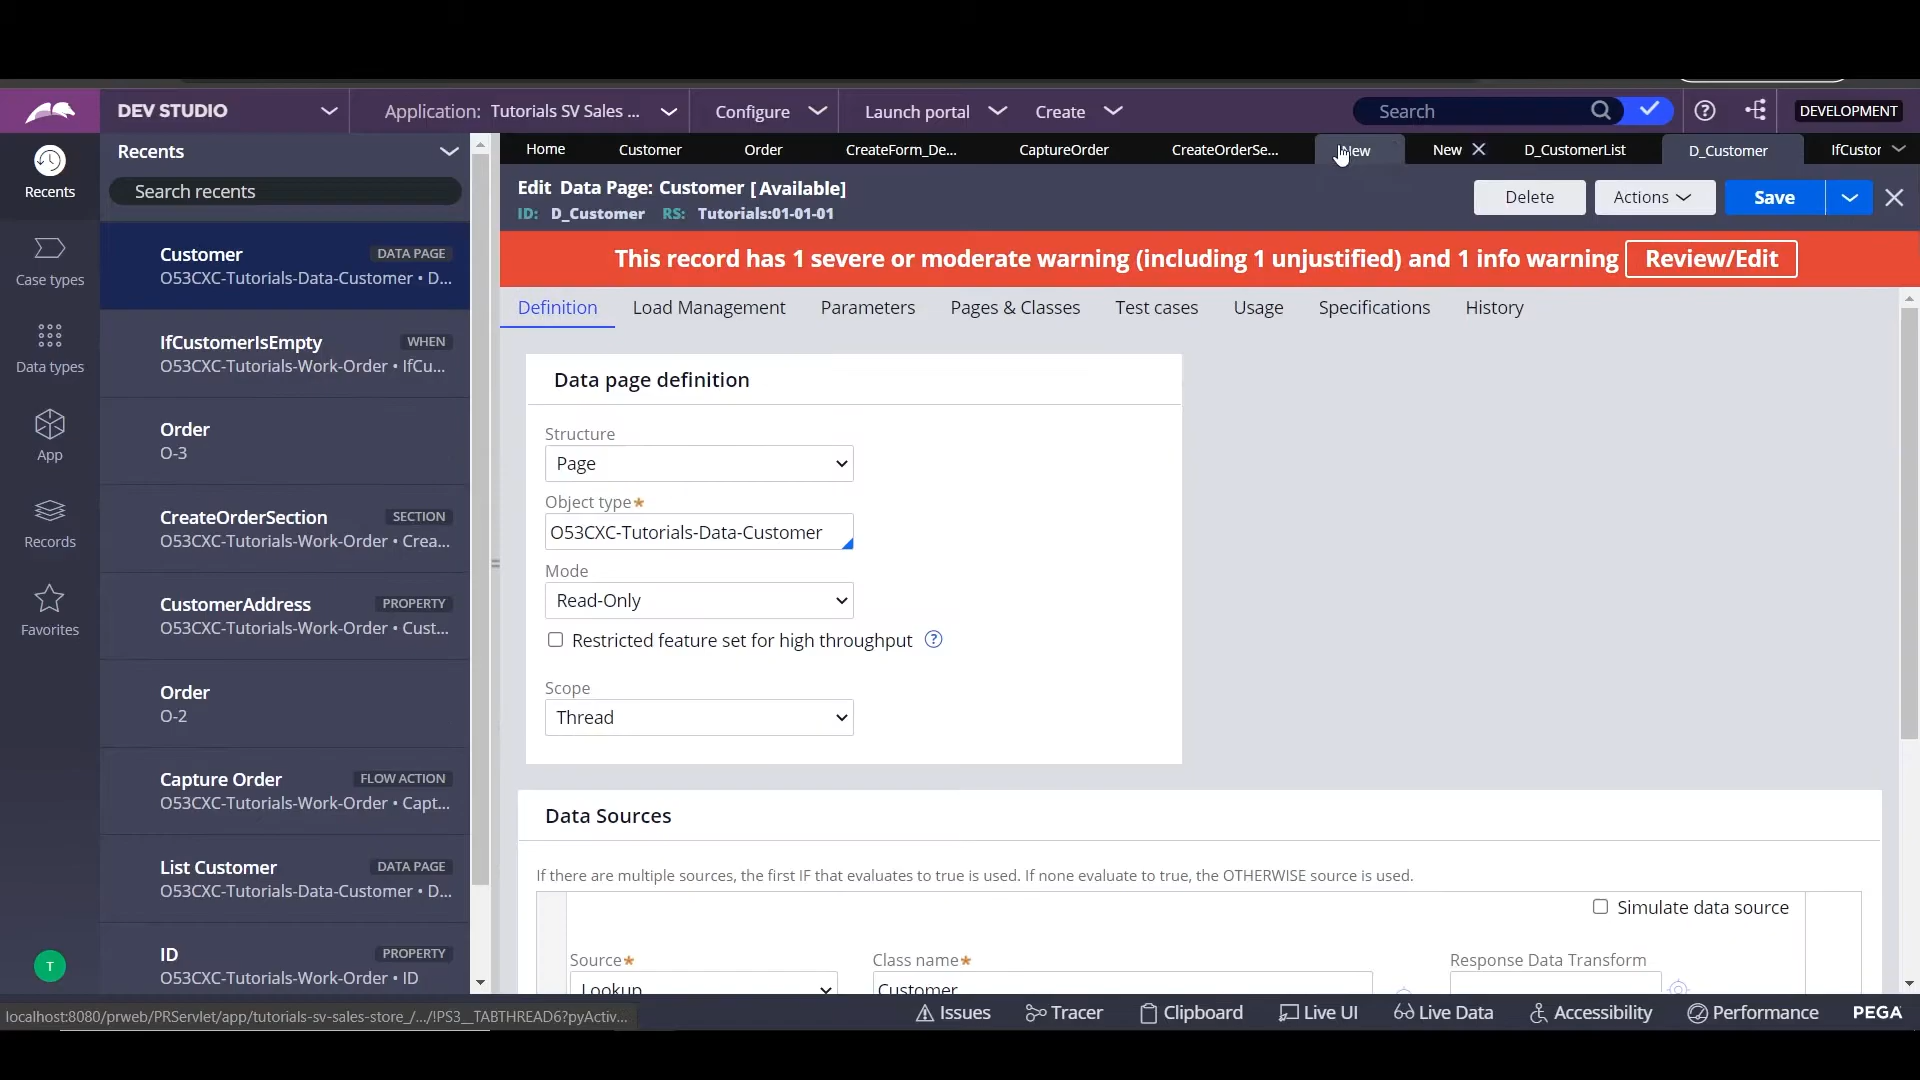 DEV STUDIO
Application: Tutorials SV Sales ...
Configure
Launch portal
Create
Search
DEVELOPMENT
Recents
Search recents
Recents
Case types
Data types
App
Records
Favorites
T
Customer DATA PAGE
O53CXC-Tutorials-Data-Customer • D...
IfCustomerIsEmpty WHEN
O53CXC-Tutorials-Work-Order • IfCu...
Order
O-3
CreateOrderSection SECTION
O53CXC-Tutorials-Work-Order • Crea...
CustomerAddress PROPERTY
O53CXC-Tutorials-Work-Order • Cust...
Order
O-2
Capture Order FLOW ACTION
O53CXC-Tutorials-Work-Order • Capt...
List Customer DATA PAGE
O53CXC-Tutorials-Data-Customer • D...
ID PROPERTY
O53CXC-Tutorials-Work-Order • ID
Home Customer Order CreateForm_De... CaptureOrder CreateOrderSe... New New D_CustomerList D_Customer IfCustor
Edit Data Page: Customer [Available]
ID: D_Customer RS: Tutorials:01-01-01
Delete
Actions
Save
This record has 1 severe or moderate warning (including 1 unjustified) and 1 info warning Review/Edit
Definition Load Management Parameters Pages & Classes Test cases Usage Specifications History
Data page definition
Structure
Page
Object type*
O53CXC-Tutorials-Data-Customer
Mode
Read-Only
Restricted feature set for high throughput ?
Scope
Thread
Data Sources
If there are multiple sources, the first IF that evaluates to true is used. If none evaluate to true, the OTHERWISE source is used.
Simulate data source
Source* Class name* Response Data Transform
Lookup Customer
localhost:8080/prweb/PRServlet/app/tutorials-sv-sales-store_/.../!PS3__TABTHREAD6?pyActiv...
Issues Tracer Clipboard Live UI Live Data Accessibility Performance PEGA